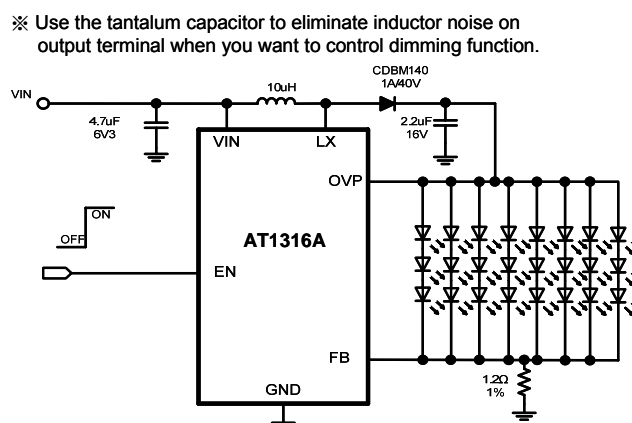 ※ Use the tantalum capacitor to eliminate inductor noise on
output terminal when you want to control dimming function.
CDBM140
1A/40V
VIN
10uH
4.7uF
6V3
2.2uF
16V
VIN
LX
OVP
ON
OFF
AT1316A
EN
FB
1.2Ω
1%
GND